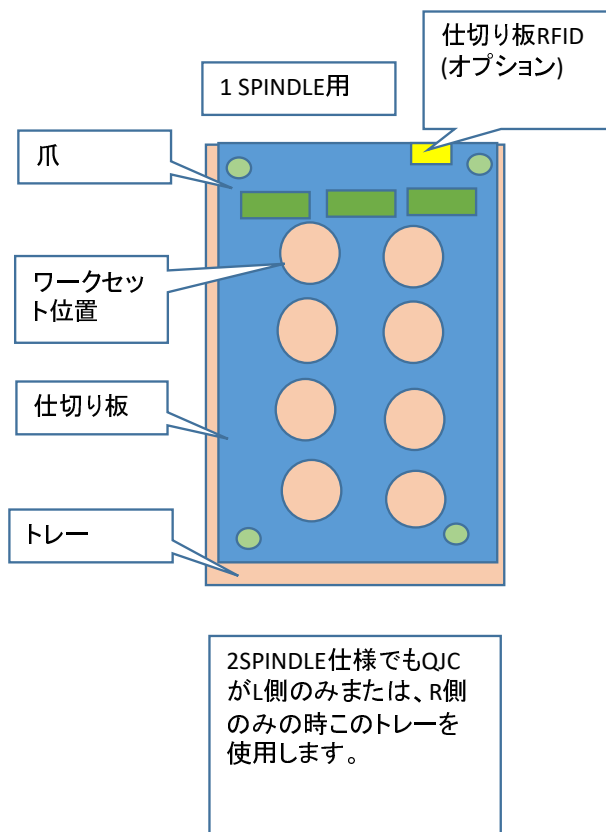 仕切り板RFID
(オプション)
1 SPINDLE用
爪
ワークセッ
ト位置
仕切り板
トレー
2SPINDLE仕様でもQJC
がL側のみまたは、R側
のみの時このトレーを
使用します。